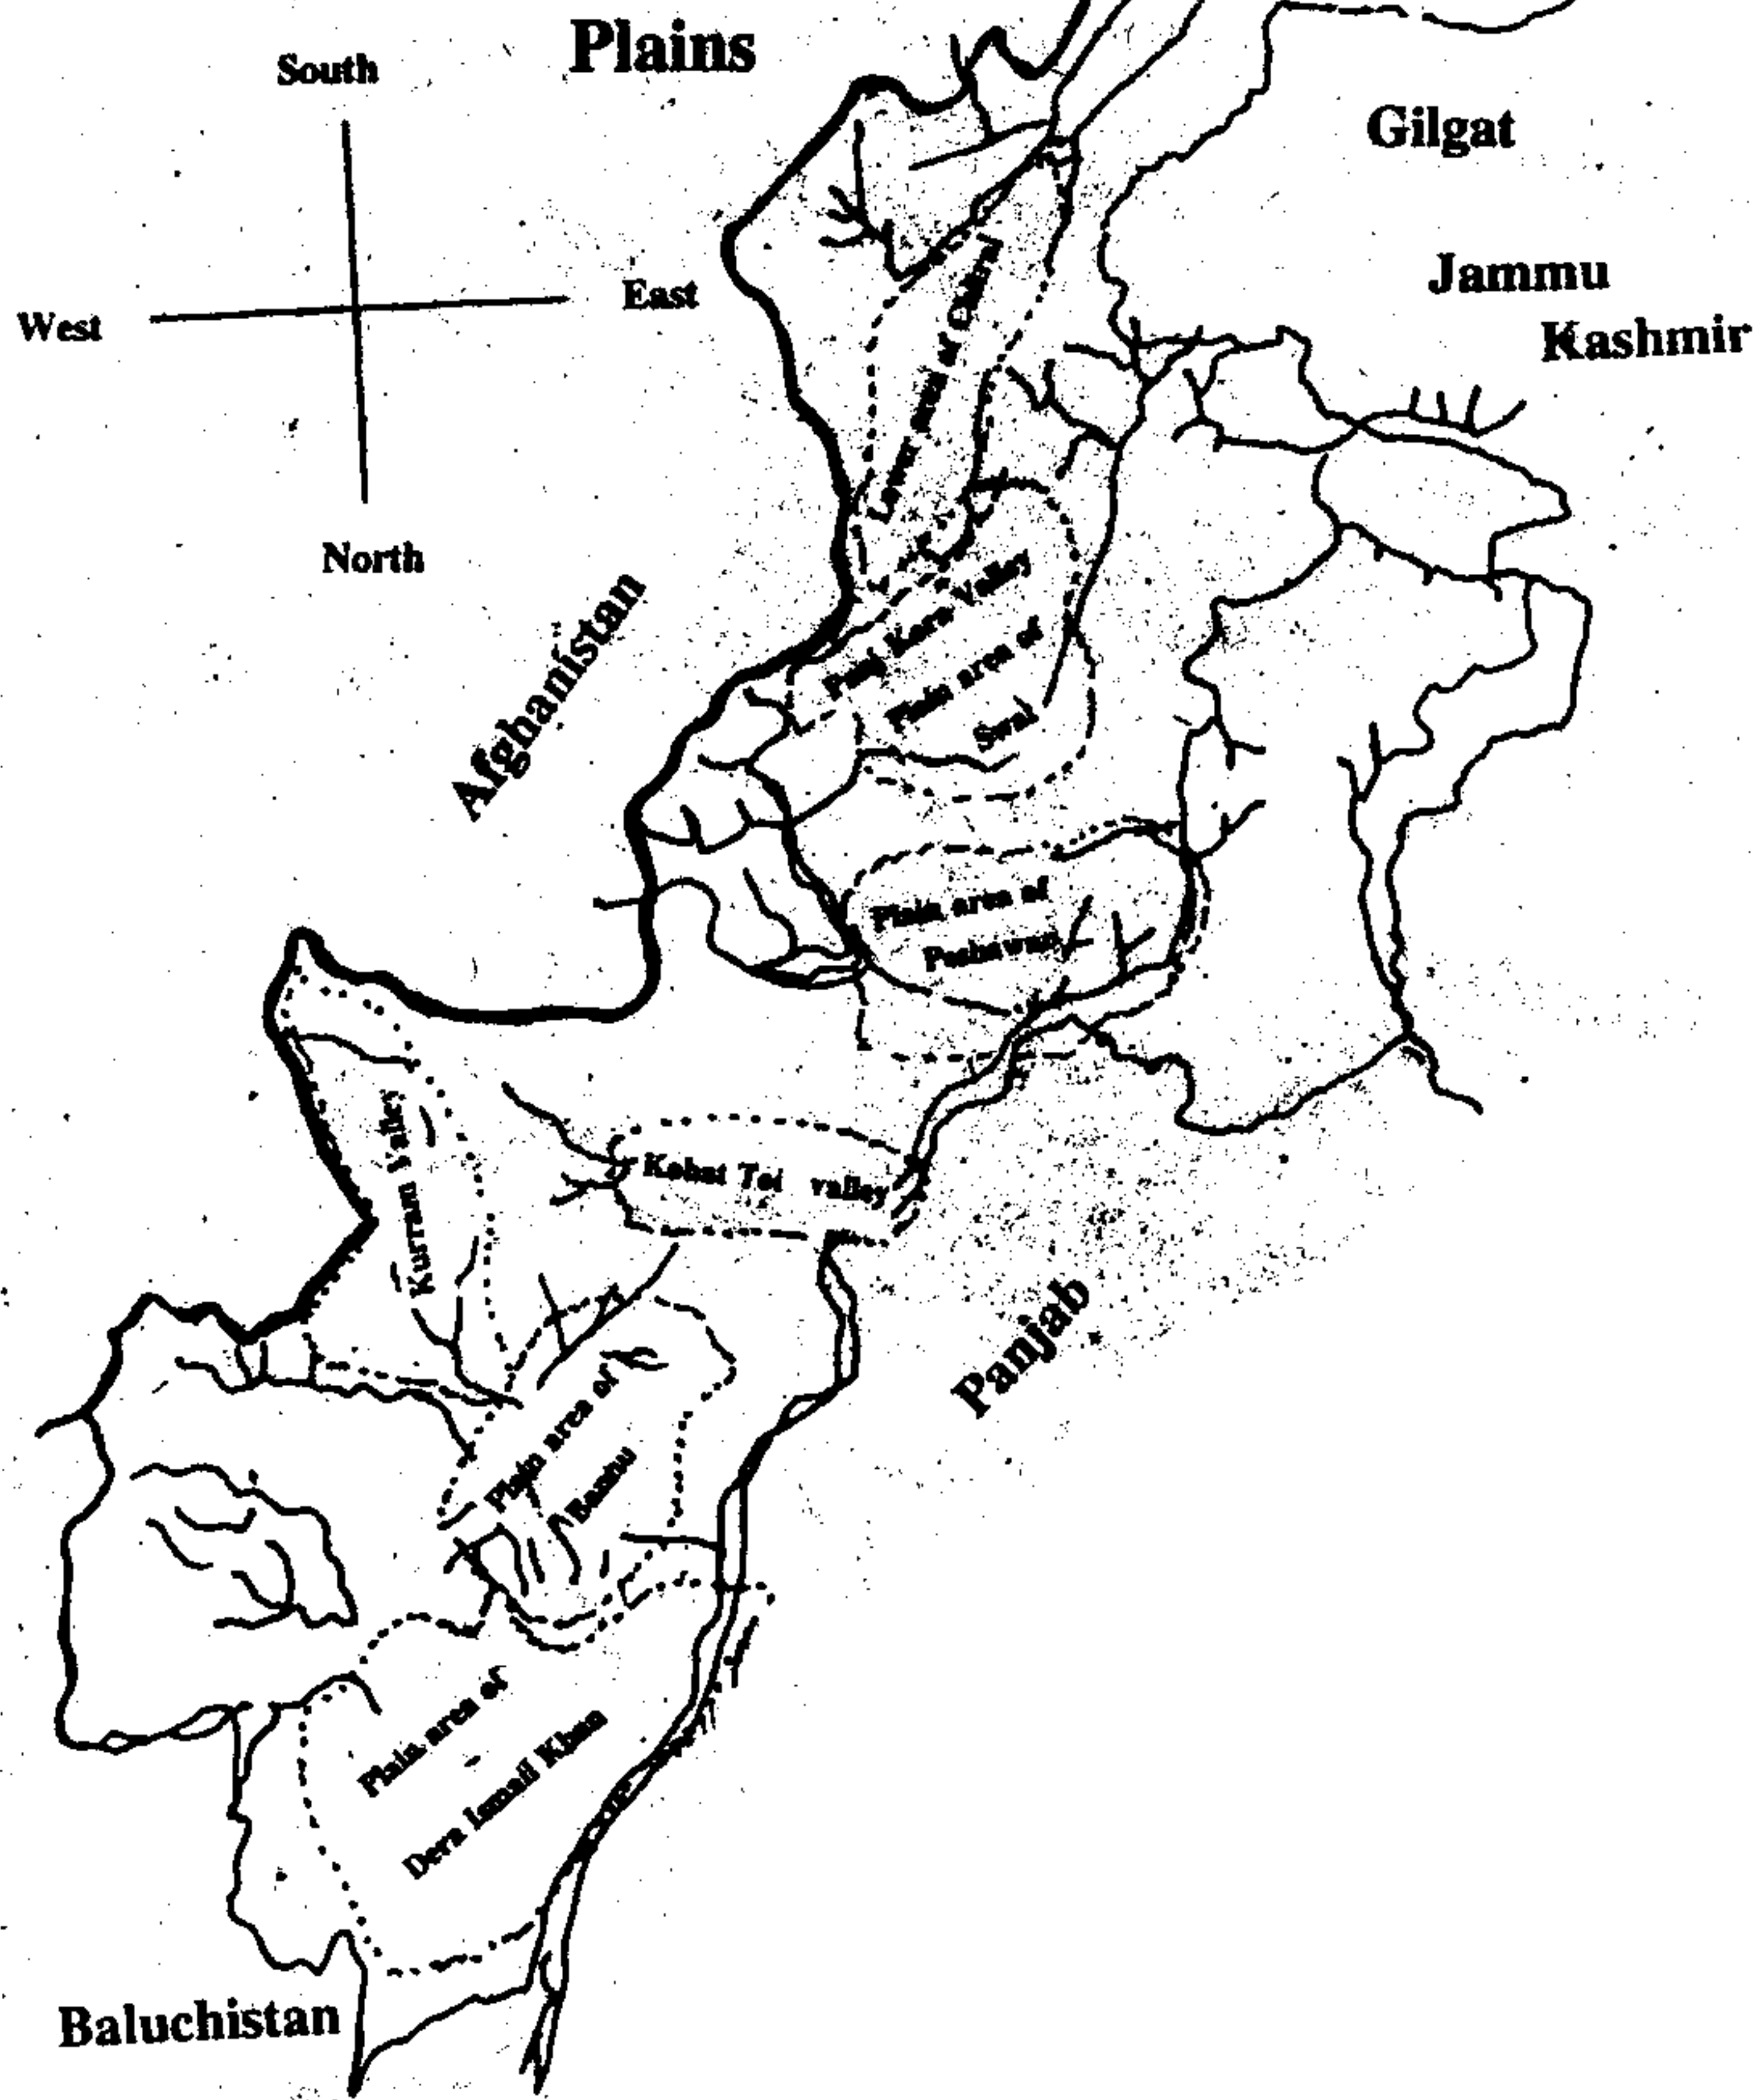 Plains
South
Gilgat
West
East
Jammu
Kashmir
North
Afghanistan
Lower area of
Panj Kora Valley
Plain area of
Swat
Plain area of
Peshawar
Kurram Valley
Kohat Toi valley
Panjab
Plain area of
Bannu
Plain area of
Dera Ismail Khan
Baluchistan